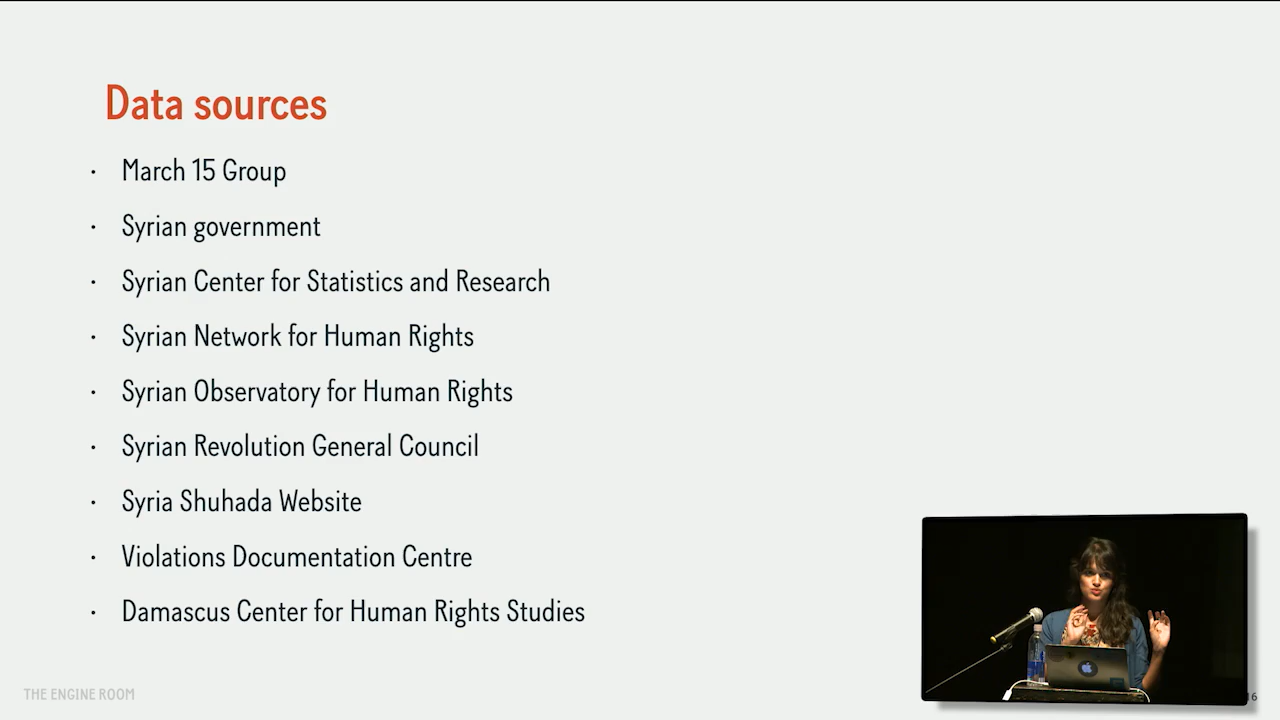 Data sources
· March 15 Group
· Syrian government
· Syrian Center for Statistics and Research
· Syrian Network for Human Rights
· Syrian Observatory for Human Rights
· Syrian Revolution General Council
· Syria Shuhada Website
· Violations Documentation Centre
· Damascus Center for Human Rights Studies
THE ENGINE ROOM
16